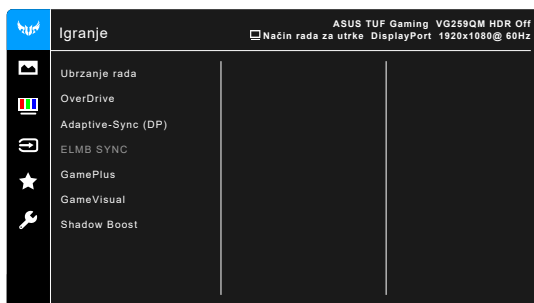 Igranje
ASUS TUF Gaming VG259QM HDR Off
Način rada za utrke DisplayPort 1920x1080@ 60Hz
Ubrzanje rada
OverDrive
Adaptive-Sync (DP)
ELMB SYNC
GamePlus
GameVisual
Shadow Boost